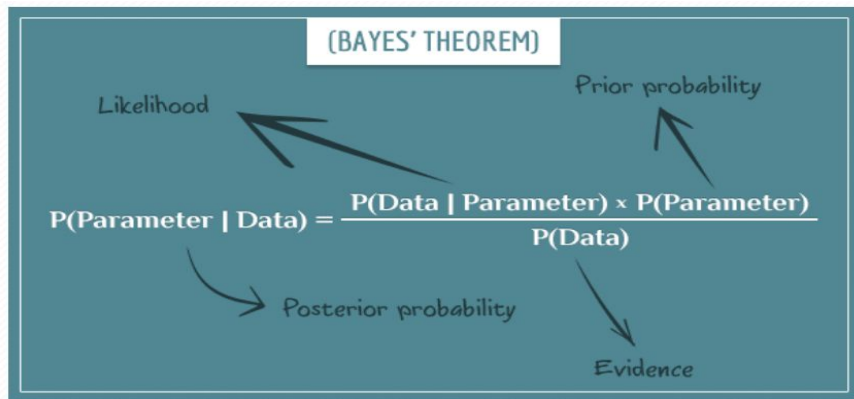 (BAYES' THEOREM)
Likelihood
Prior probability
P(Parameter | Data) = P(Data | Parameter) x P(Parameter)
P(Data)
Posterior probability
Evidence